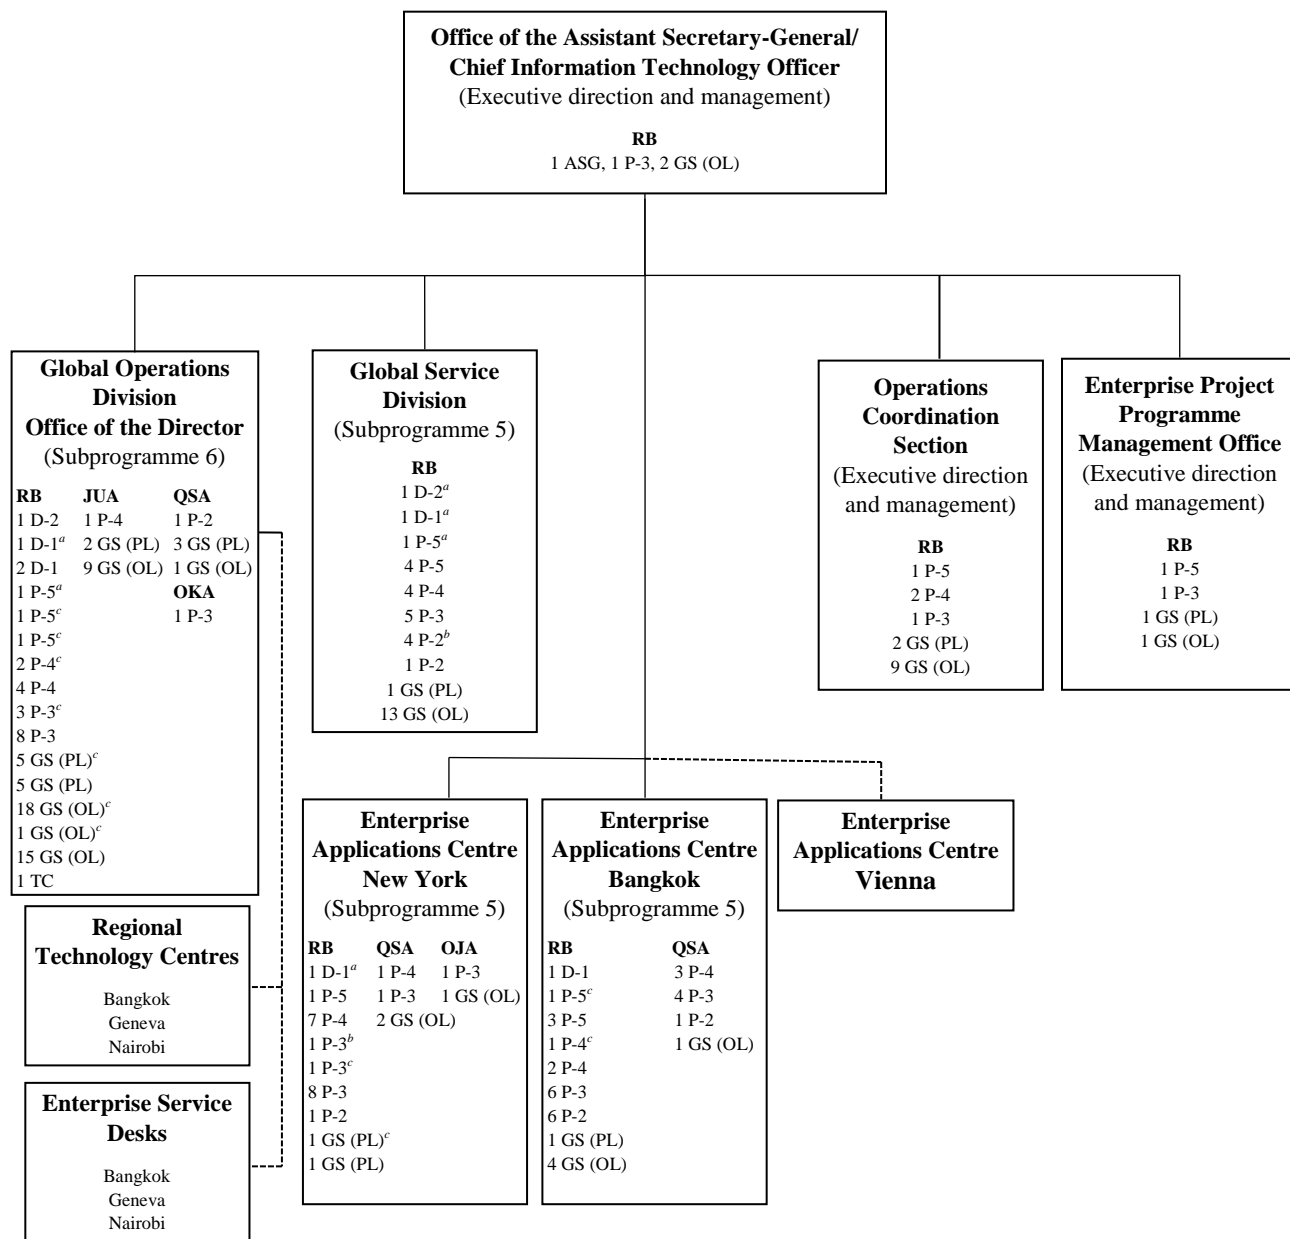 Office of the Assistant Secretary-General/
Chief Information Technology Officer
(Executive direction and management)
RB
1 ASG, 1 P-3, 2 GS (OL)
Global Operations
Division
Office of the Director
(Subprogramme 6)
RB JUA QSA
1 D-2 1 P-4 1 P-2
1 D-1a 2 GS (PL) 3 GS (PL)
2 D-1 9 GS (OL) 1 GS (OL)
1 P-5a OKA
1 P-5c 1 P-3
1 P-5c
2 P-4c
4 P-4
3 P-3c
8 P-3
5 GS (PL)c
5 GS (PL)
18 GS (OL)c
1 GS (OL)c
15 GS (OL)
1 TC
Global Service
Division
(Subprogramme 5)
RB
1 D-2a
1 D-1a
1 P-5a
4 P-5
4 P-4
5 P-3
4 P-2b
1 P-2
1 GS (PL)
13 GS (OL)
Operations
Coordination
Section
(Executive direction
and management)
RB
1 P-5
2 P-4
1 P-3
2 GS (PL)
9 GS (OL)
Enterprise Project
Programme
Management Office
(Executive direction
and management)
RB
1 P-5
1 P-3
1 GS (PL)
1 GS (OL)
Regional
Technology Centres
Bangkok
Geneva
Nairobi
Enterprise Service
Desks
Bangkok
Geneva
Nairobi
Enterprise
Applications Centre
New York
(Subprogramme 5)
RB QSA OJA
1 D-1a 1 P-4 1 P-3
1 P-5 1 P-3 1 GS (OL)
7 P-4 2 GS (OL)
1 P-3b
1 P-3c
8 P-3
1 P-2
1 GS (PL)c
1 GS (PL)
Enterprise
Applications Centre
Bangkok
(Subprogramme 5)
RB QSA
1 D-1 3 P-4
1 P-5c 4 P-3
3 P-5 1 P-2
1 P-4c 1 GS (OL)
2 P-4
6 P-3
6 P-2
1 GS (PL)
4 GS (OL)
Enterprise
Applications Centre
Vienna